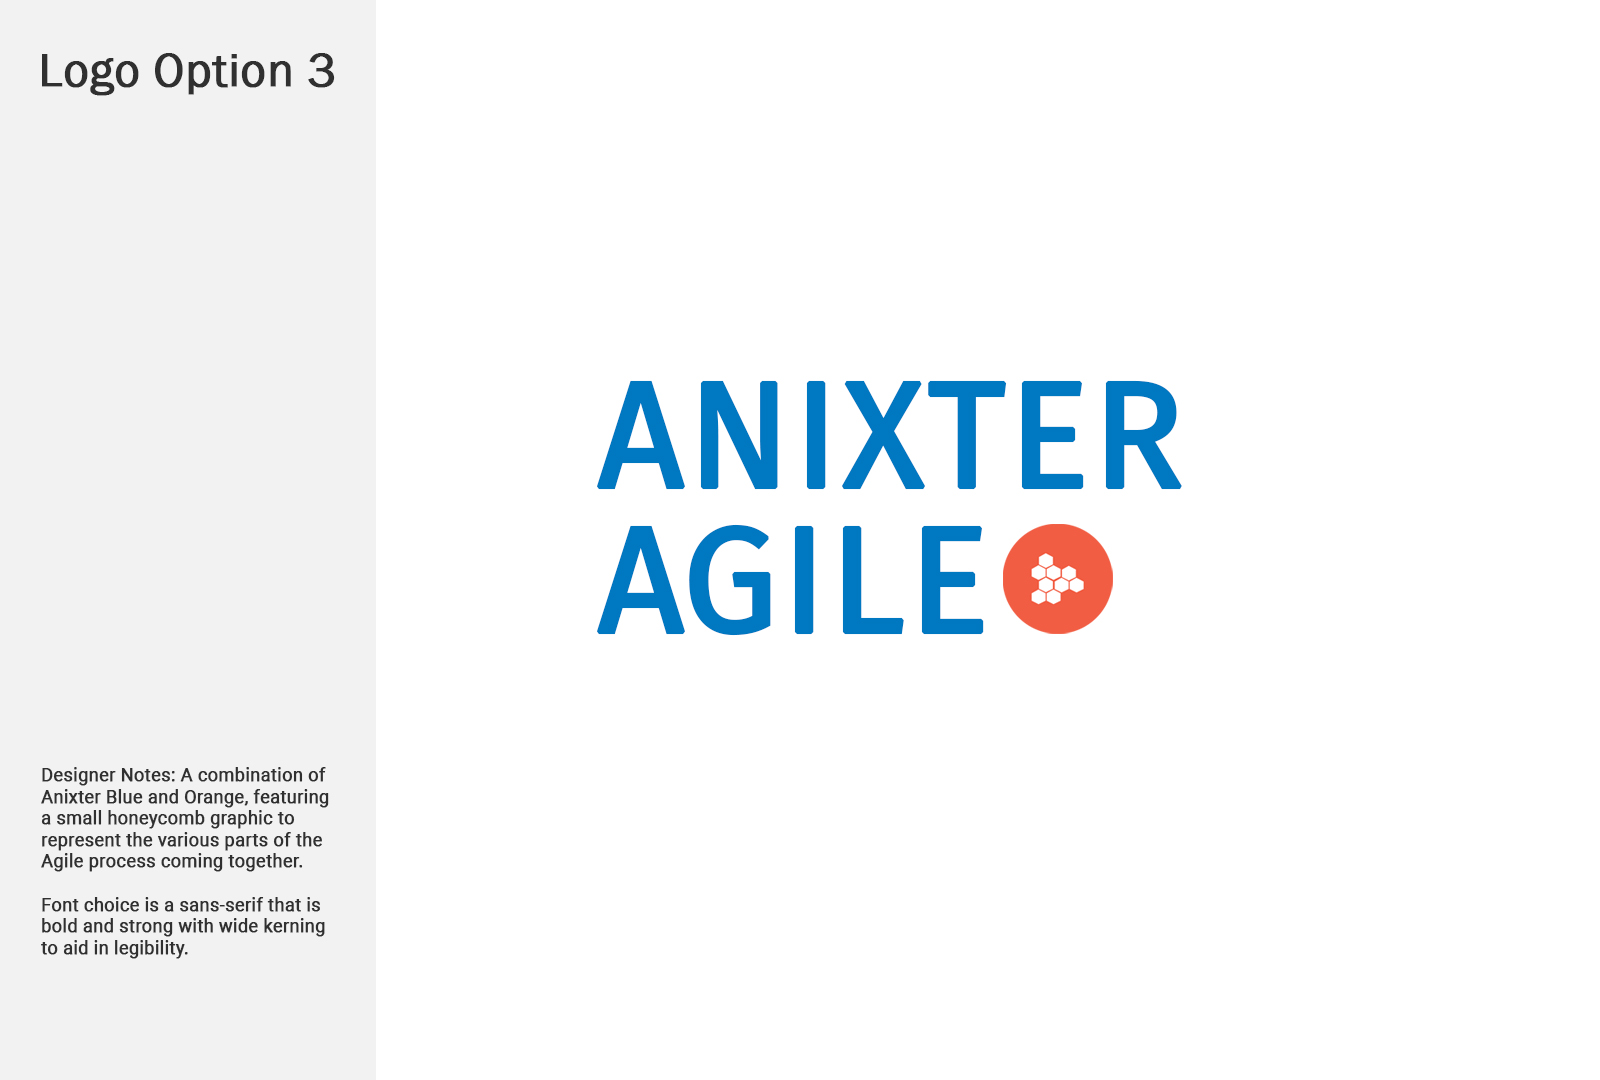 Logo Option 3
ANIXTER
AGILE
Designer Notes: A combination of
Anixter Blue and Orange, featuring
a small honeycomb graphic to
represent the various parts of the
Agile process coming together.
Font choice is a sans-serif that is
bold and strong with wide kerning
to aid in legibility.